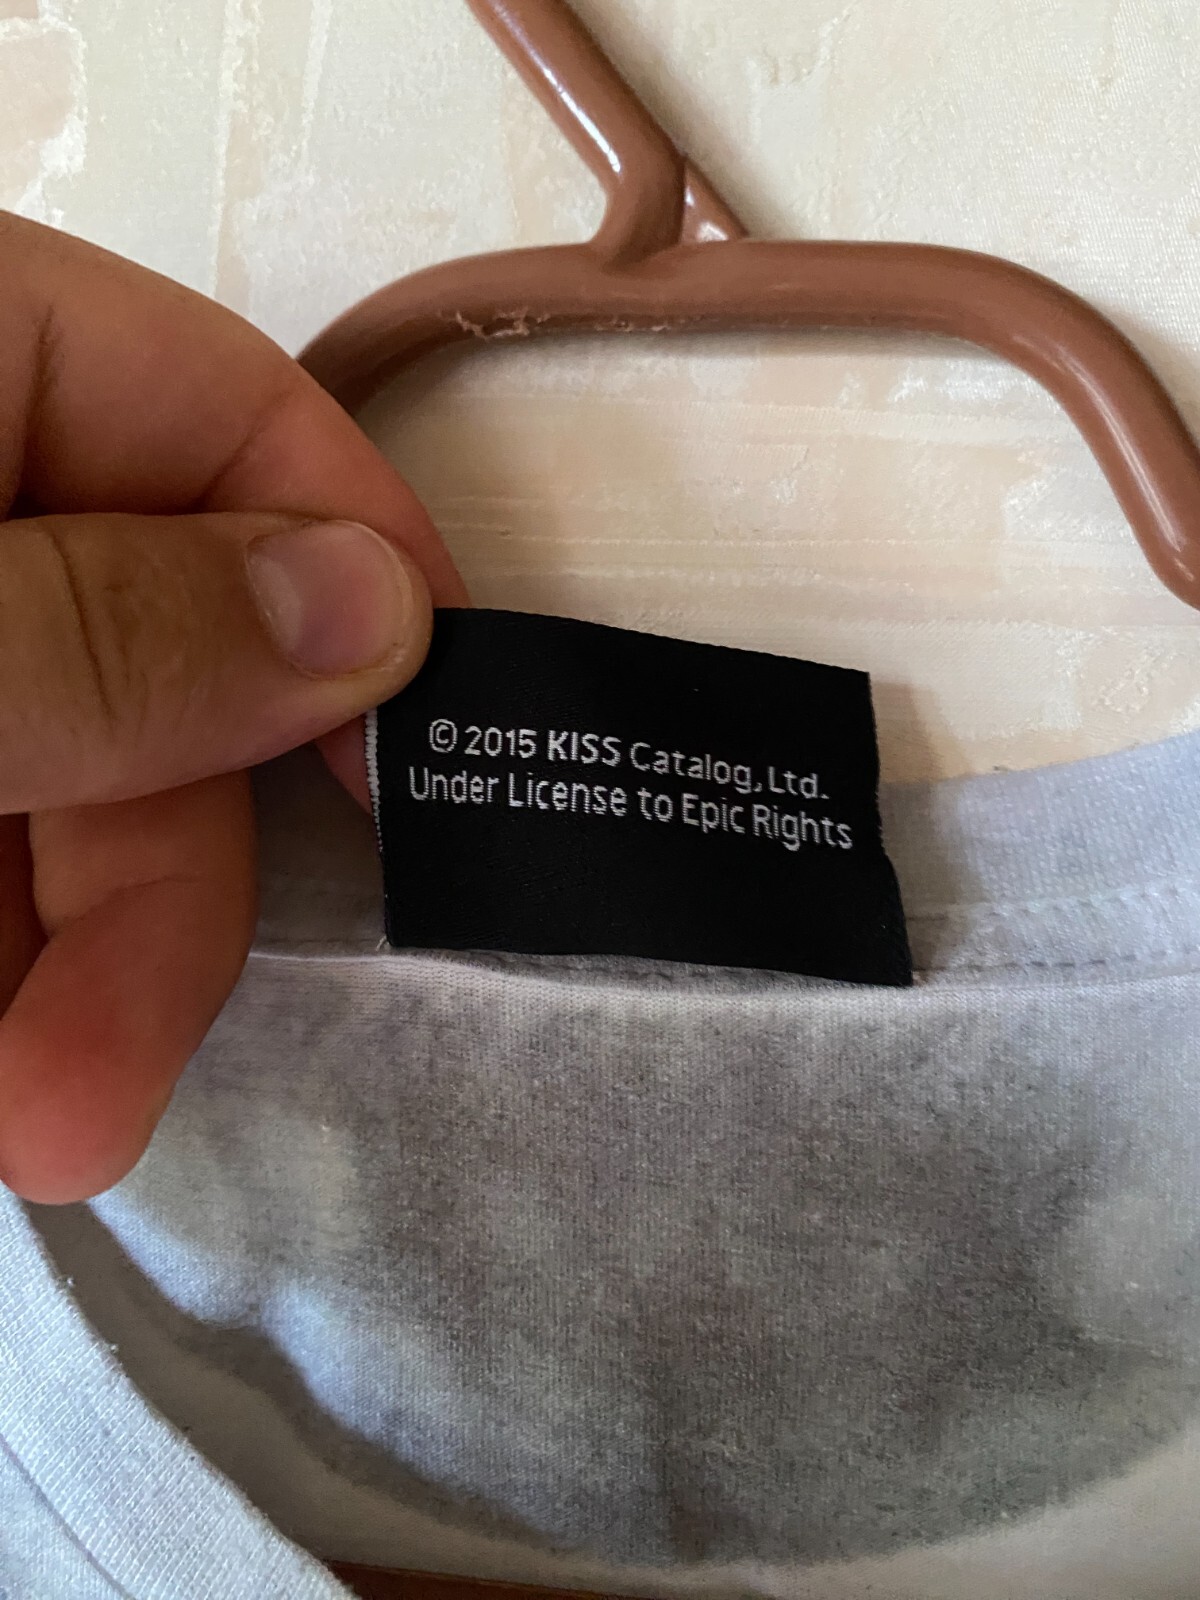 © 2015 KISS Catalog, Ltd.
Under License to Epic Rights